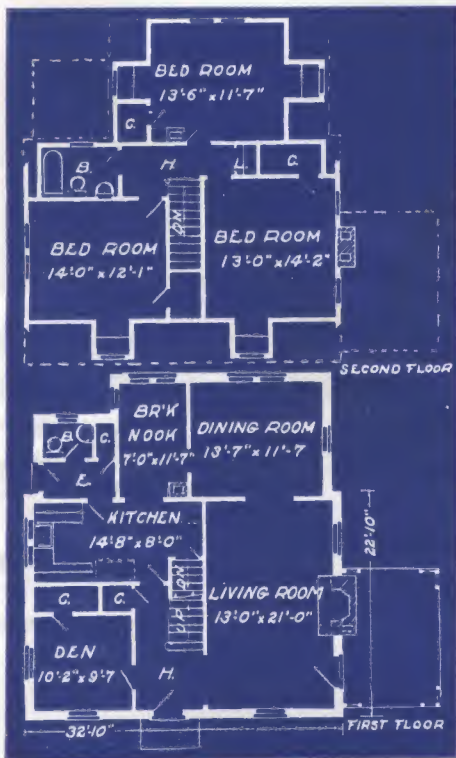 BED ROOM
13'-6" x 11'-7"
C.
B.
H.
L.
C.
DN.
BED ROOM
14'-0" x 12'-1"
BED ROOM
13'-0" x 14'-2"
SECOND FLOOR
BR'K
NOOK
7'-0" x 11'-7"
DINING ROOM
13'-7" x 11'-7
B.
C.
E.
KITCHEN
14'-8" x 8'-0"
22'-10"
DN.
UP
LIVING ROOM
13'-0" x 21'-0"
C.
C.
DEN
10'-2" x 9'-7
H.
32'-10"
FIRST FLOOR